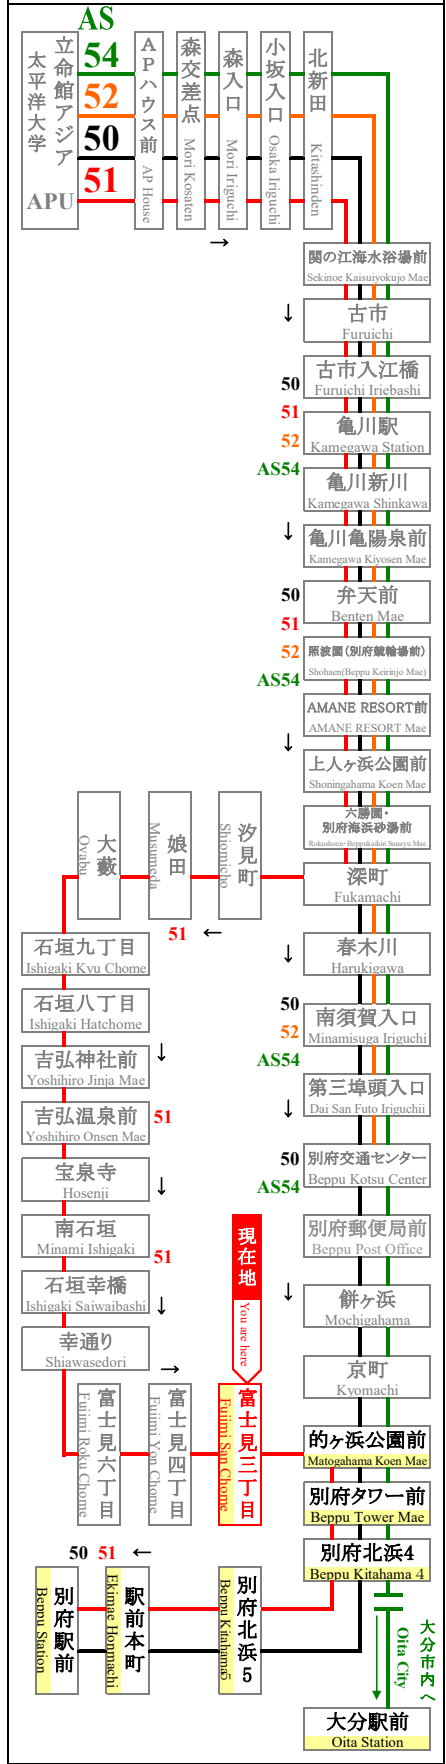 AS
54
52
50
51
立命館アジア
太平洋大学
APU
APハウス前
AP House
森交差点
Mori Kosaten
森入口
Mori Iriguchi
小坂入口
Osaka Iriguchi
北新田
Kitashinden
→
関の江海水浴場前
Sekinoe Kaisuiyokujo Mae
↓
古市
Furuichi
古市入江橋
Furuichi Iriebashi
50
51
52
AS54
亀川駅
Kamegawa Station
亀川新川
Kamegawa Shinkawa
↓
亀川亀陽泉前
Kamegawa Kiyosen Mae
50
51
52
AS54
弁天前
Benten Mae
照波園(別府競輪場前)
Shohaen(Beppu Keirinjo Mae)
AMANE RESORT前
AMANE RESORT Mae
↓
上人ヶ浜公園前
Shoningahama Koen Mae
六勝園・
別府海浜砂湯前
Rokushoen・Beppukaihin Sunayu Mae
深町
Fukamachi
汐見町
Shiomicho
娘田
Musumeda
大藪
Oyabu
51 ←
石垣九丁目
Ishigaki Kyu Chome
石垣八丁目
Ishigaki Hatchome
吉弘神社前
Yoshihiro Jinja Mae
↓
吉弘温泉前
Yoshihiro Onsen Mae
51
宝泉寺
Hosenji
↓
南石垣
Minami Ishigaki
51
石垣幸橋
Ishigaki Saiwaibashi
↓
幸通り
Shiawasedori
→
富士見六丁目
Fujimi Roku Chome
富士見四丁目
Fujimi Yon Chome
現在地
You are here
富士見三丁目
Fujimi San Chome
春木川
Harukigawa
↓
50
52
AS54
南須賀入口
Minamisuga Iriguchi
第三埠頭入口
Dai San Futo Iriguchii
↓
50
AS54
別府交通センター
Beppu Kotsu Center
別府郵便局前
Beppu Post Office
↓
餅ヶ浜
Mochigahama
京町
Kyomachi
的ヶ浜公園前
Matogahama Koen Mae
別府タワー前
Beppu Tower Mae
別府北浜4
Beppu Kitahama 4
50 51 ←
別府北浜5
Beppu Kitahama5
駅前本町
Ekimae Honmachi
別府駅前
Beppu Station
大分市内へ
Oita City
大分駅前
Oita Station